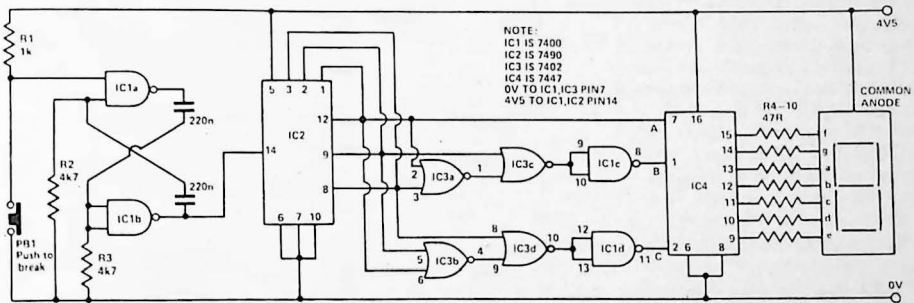 R1
1k
IC1a
220n
R2
4k7
220n
IC1b
PB1
Push to
break
R3
4k7
5 3 2 1
IC2
14
12
9
8
6 7 10
NOTE:
IC1 IS 7400
IC2 IS 7490
IC3 IS 7402
IC4 IS 7447
0V TO IC1,IC3 PIN7
4V5 TO IC1,IC2 PIN14
2
3
IC3a
1
IC3c
9
10
IC1c
8
5
6
IC3b
4
8
9
IC3d
10
12
13
IC1d
11
A
B
C
7 16
1
2 6 8
IC4
15
14
13
12
11
10
9
R4-10
47R
COMMON
ANODE
f
g
a
b
c
d
e
4V5
0V